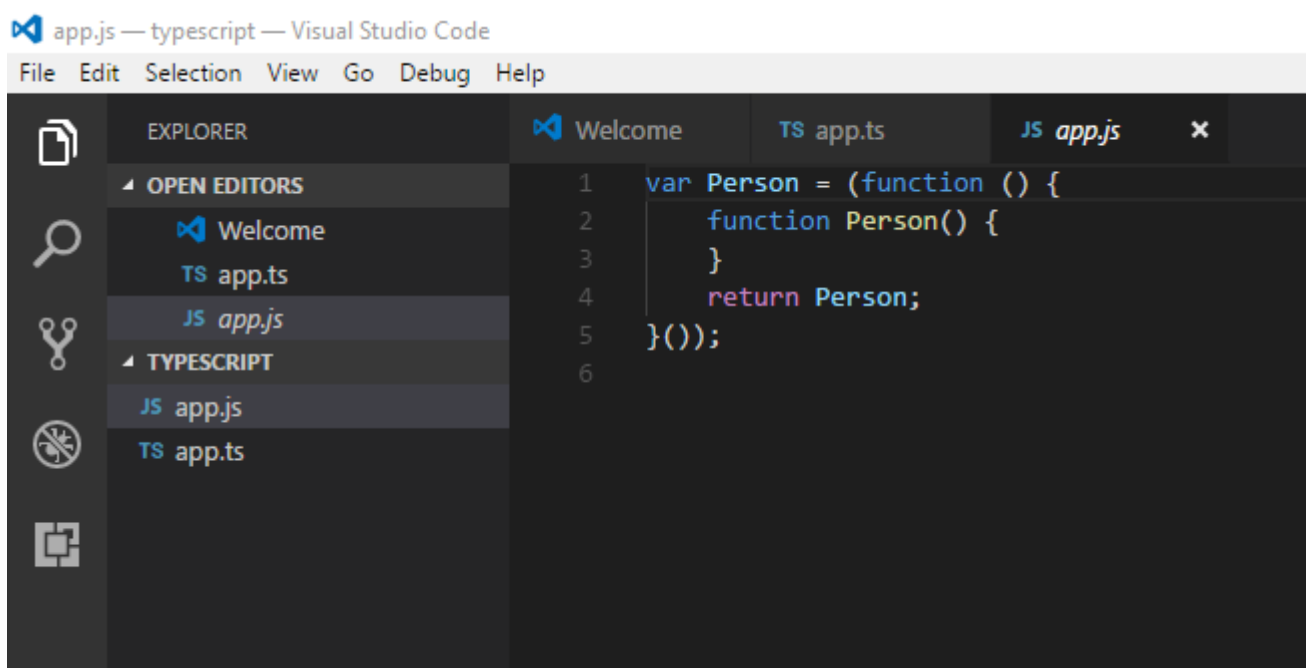 app.js — typescript — Visual Studio Code
File Edit Selection View Go Debug Help
EXPLORER
OPEN EDITORS
Welcome
TS app.ts
JS app.js
TYPESCRIPT
JS app.js
TS app.ts
Welcome TS app.ts JS app.js ×
1 var Person = (function () {
2     function Person() {
3     }
4     return Person;
5 }());
6